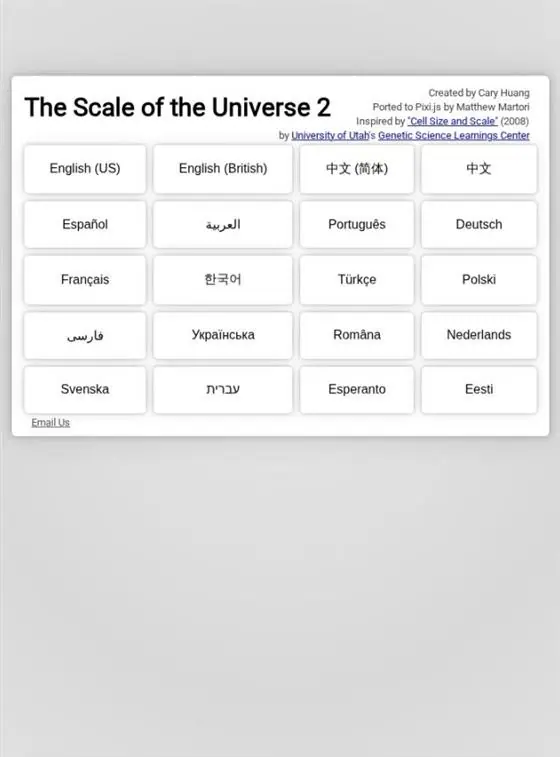 The Scale of the Universe 2
Created by Cary Huang
Ported to Pixi.js by Matthew Martori
Inspired by "Cell Size and Scale" (2008)
by University of Utah's Genetic Science Learnings Center
English (US)
English (British)
中文 (简体)
中文
Español
العربية
Português
Deutsch
Français
한국어
Türkçe
Polski
فارسی
Українська
Româna
Nederlands
Svenska
עברית
Esperanto
Eesti
Email Us